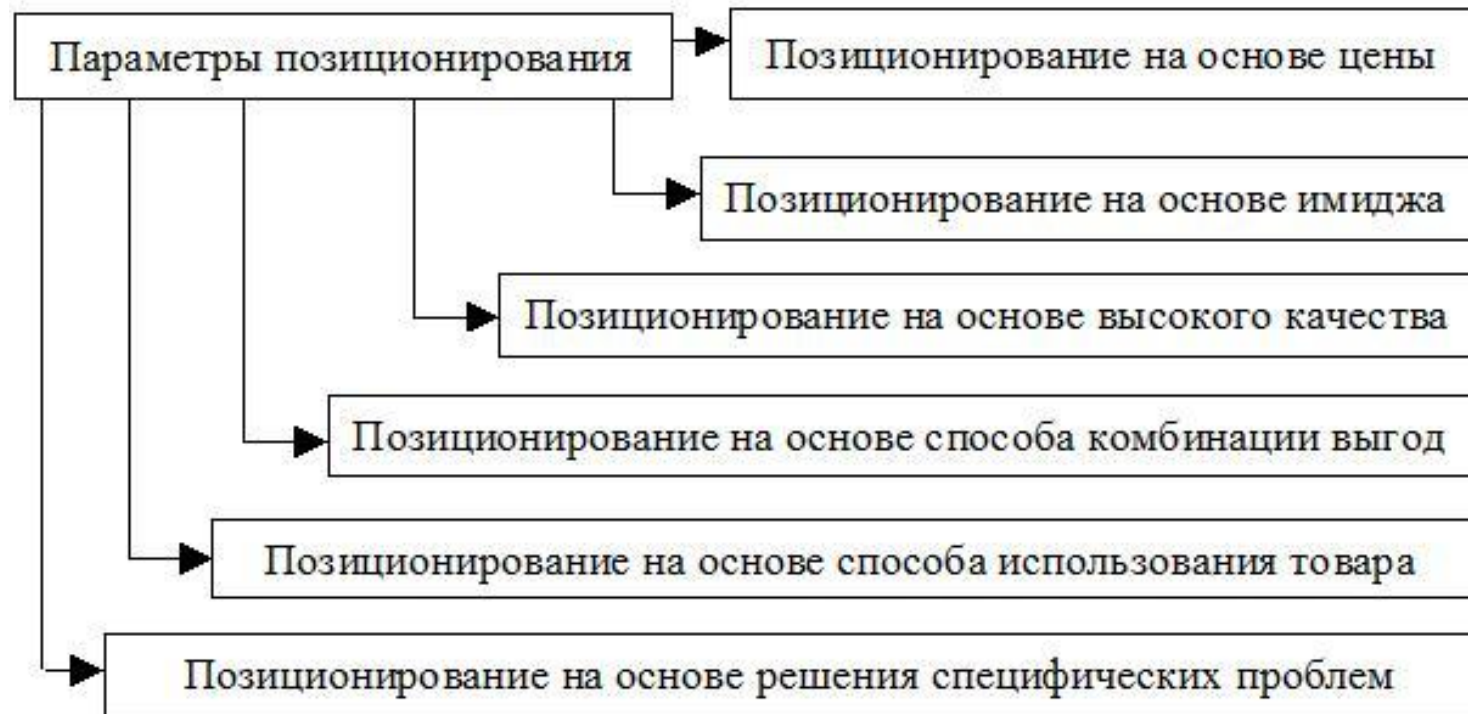 Параметры позиционирования
Позиционирование на основе цены
Позиционирование на основе имиджа
Позиционирование на основе высокого качества
Позиционирование на основе способа комбинации выгод
Позиционирование на основе способа использования товара
Позиционирование на основе решения специфических проблем